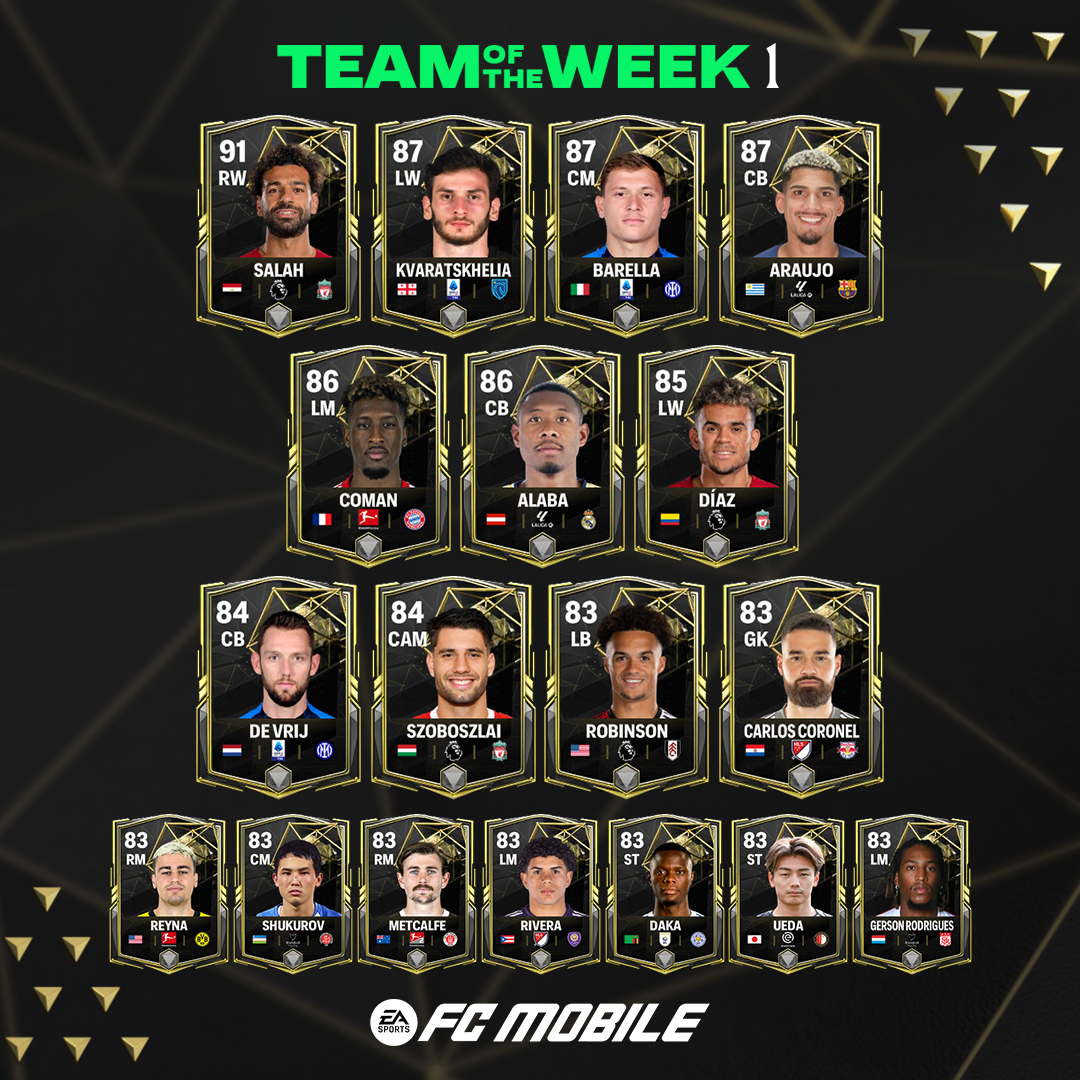 TEAM OF THE WEEK 1
91 87 87 87
RW LW CM CB
SALAH KVARATSKHELIA BARELLA ARAUJO
LALIGA
86 86 85
LM CB LW
COMAN ALABA DÍAZ
LALIGA
84 84 83 83
CB CAM LB GK
DE VRIJ SZOBOSZLAI ROBINSON CARLOS CORONEL
83 83 83 83 83 83 83
RM CM RM LM ST ST LM
REYNA SHUKUROV METCALFE RIVERA DAKA UEDA GERSON RODRIGUES
EA SPORTS FC MOBILE